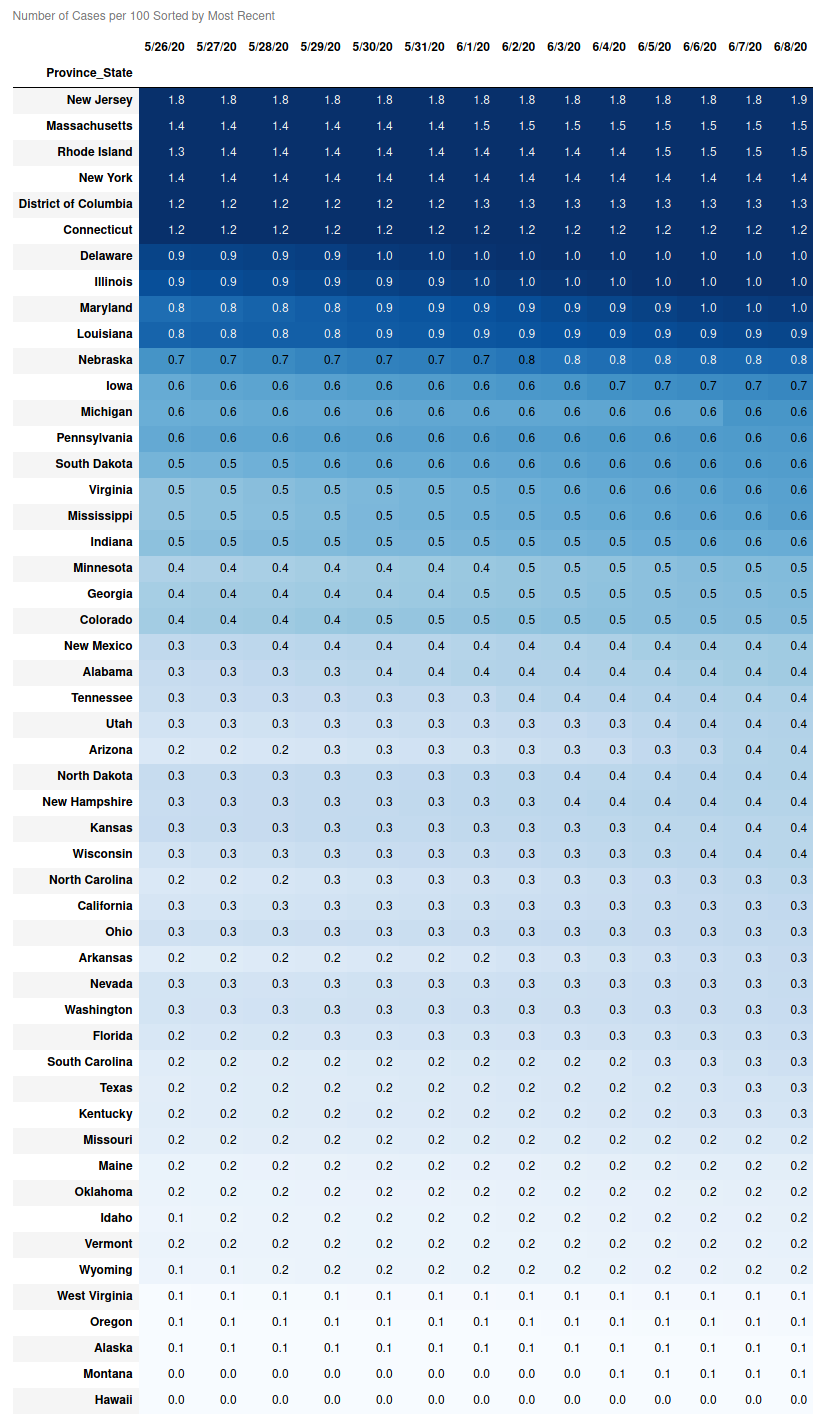 Number of Cases per 100 Sorted by Most Recent
5/26/20 5/27/20 5/28/20 5/29/20 5/30/20 5/31/20 6/1/20 6/2/20 6/3/20 6/4/20 6/5/20 6/6/20 6/7/20 6/8/20
Province_State
New Jersey 1.8 1.8 1.8 1.8 1.8 1.8 1.8 1.8 1.8 1.8 1.8 1.8 1.8 1.9
Massachusetts 1.4 1.4 1.4 1.4 1.4 1.4 1.5 1.5 1.5 1.5 1.5 1.5 1.5 1.5
Rhode Island 1.3 1.4 1.4 1.4 1.4 1.4 1.4 1.4 1.4 1.4 1.5 1.5 1.5 1.5
New York 1.4 1.4 1.4 1.4 1.4 1.4 1.4 1.4 1.4 1.4 1.4 1.4 1.4 1.4
District of Columbia 1.2 1.2 1.2 1.2 1.2 1.2 1.3 1.3 1.3 1.3 1.3 1.3 1.3 1.3
Connecticut 1.2 1.2 1.2 1.2 1.2 1.2 1.2 1.2 1.2 1.2 1.2 1.2 1.2 1.2
Delaware 0.9 0.9 0.9 0.9 1.0 1.0 1.0 1.0 1.0 1.0 1.0 1.0 1.0 1.0
Illinois 0.9 0.9 0.9 0.9 0.9 0.9 1.0 1.0 1.0 1.0 1.0 1.0 1.0 1.0
Maryland 0.8 0.8 0.8 0.8 0.9 0.9 0.9 0.9 0.9 0.9 0.9 1.0 1.0 1.0
Louisiana 0.8 0.8 0.8 0.8 0.9 0.9 0.9 0.9 0.9 0.9 0.9 0.9 0.9 0.9
Nebraska 0.7 0.7 0.7 0.7 0.7 0.7 0.7 0.8 0.8 0.8 0.8 0.8 0.8 0.8
Iowa 0.6 0.6 0.6 0.6 0.6 0.6 0.6 0.6 0.6 0.7 0.7 0.7 0.7 0.7
Michigan 0.6 0.6 0.6 0.6 0.6 0.6 0.6 0.6 0.6 0.6 0.6 0.6 0.6 0.6
Pennsylvania 0.6 0.6 0.6 0.6 0.6 0.6 0.6 0.6 0.6 0.6 0.6 0.6 0.6 0.6
South Dakota 0.5 0.5 0.5 0.6 0.6 0.6 0.6 0.6 0.6 0.6 0.6 0.6 0.6 0.6
Virginia 0.5 0.5 0.5 0.5 0.5 0.5 0.5 0.5 0.6 0.6 0.6 0.6 0.6 0.6
Mississippi 0.5 0.5 0.5 0.5 0.5 0.5 0.5 0.5 0.5 0.6 0.6 0.6 0.6 0.6
Indiana 0.5 0.5 0.5 0.5 0.5 0.5 0.5 0.5 0.5 0.5 0.5 0.6 0.6 0.6
Minnesota 0.4 0.4 0.4 0.4 0.4 0.4 0.4 0.5 0.5 0.5 0.5 0.5 0.5 0.5
Georgia 0.4 0.4 0.4 0.4 0.4 0.4 0.5 0.5 0.5 0.5 0.5 0.5 0.5 0.5
Colorado 0.4 0.4 0.4 0.4 0.5 0.5 0.5 0.5 0.5 0.5 0.5 0.5 0.5 0.5
New Mexico 0.3 0.3 0.4 0.4 0.4 0.4 0.4 0.4 0.4 0.4 0.4 0.4 0.4 0.4
Alabama 0.3 0.3 0.3 0.3 0.4 0.4 0.4 0.4 0.4 0.4 0.4 0.4 0.4 0.4
Tennessee 0.3 0.3 0.3 0.3 0.3 0.3 0.3 0.4 0.4 0.4 0.4 0.4 0.4 0.4
Utah 0.3 0.3 0.3 0.3 0.3 0.3 0.3 0.3 0.3 0.3 0.4 0.4 0.4 0.4
Arizona 0.2 0.2 0.2 0.3 0.3 0.3 0.3 0.3 0.3 0.3 0.3 0.3 0.4 0.4
North Dakota 0.3 0.3 0.3 0.3 0.3 0.3 0.3 0.3 0.4 0.4 0.4 0.4 0.4 0.4
New Hampshire 0.3 0.3 0.3 0.3 0.3 0.3 0.3 0.3 0.4 0.4 0.4 0.4 0.4 0.4
Kansas 0.3 0.3 0.3 0.3 0.3 0.3 0.3 0.3 0.3 0.3 0.4 0.4 0.4 0.4
Wisconsin 0.3 0.3 0.3 0.3 0.3 0.3 0.3 0.3 0.3 0.3 0.3 0.4 0.4 0.4
North Carolina 0.2 0.2 0.2 0.3 0.3 0.3 0.3 0.3 0.3 0.3 0.3 0.3 0.3 0.3
California 0.3 0.3 0.3 0.3 0.3 0.3 0.3 0.3 0.3 0.3 0.3 0.3 0.3 0.3
Ohio 0.3 0.3 0.3 0.3 0.3 0.3 0.3 0.3 0.3 0.3 0.3 0.3 0.3 0.3
Arkansas 0.2 0.2 0.2 0.2 0.2 0.2 0.2 0.3 0.3 0.3 0.3 0.3 0.3 0.3
Nevada 0.3 0.3 0.3 0.3 0.3 0.3 0.3 0.3 0.3 0.3 0.3 0.3 0.3 0.3
Washington 0.3 0.3 0.3 0.3 0.3 0.3 0.3 0.3 0.3 0.3 0.3 0.3 0.3 0.3
Florida 0.2 0.2 0.2 0.3 0.3 0.3 0.3 0.3 0.3 0.3 0.3 0.3 0.3 0.3
South Carolina 0.2 0.2 0.2 0.2 0.2 0.2 0.2 0.2 0.2 0.2 0.3 0.3 0.3 0.3
Texas 0.2 0.2 0.2 0.2 0.2 0.2 0.2 0.2 0.2 0.2 0.2 0.3 0.3 0.3
Kentucky 0.2 0.2 0.2 0.2 0.2 0.2 0.2 0.2 0.2 0.2 0.2 0.3 0.3 0.3
Missouri 0.2 0.2 0.2 0.2 0.2 0.2 0.2 0.2 0.2 0.2 0.2 0.2 0.2 0.2
Maine 0.2 0.2 0.2 0.2 0.2 0.2 0.2 0.2 0.2 0.2 0.2 0.2 0.2 0.2
Oklahoma 0.2 0.2 0.2 0.2 0.2 0.2 0.2 0.2 0.2 0.2 0.2 0.2 0.2 0.2
Idaho 0.1 0.2 0.2 0.2 0.2 0.2 0.2 0.2 0.2 0.2 0.2 0.2 0.2 0.2
Vermont 0.2 0.2 0.2 0.2 0.2 0.2 0.2 0.2 0.2 0.2 0.2 0.2 0.2 0.2
Wyoming 0.1 0.1 0.2 0.2 0.2 0.2 0.2 0.2 0.2 0.2 0.2 0.2 0.2 0.2
West Virginia 0.1 0.1 0.1 0.1 0.1 0.1 0.1 0.1 0.1 0.1 0.1 0.1 0.1 0.1
Oregon 0.1 0.1 0.1 0.1 0.1 0.1 0.1 0.1 0.1 0.1 0.1 0.1 0.1 0.1
Alaska 0.1 0.1 0.1 0.1 0.1 0.1 0.1 0.1 0.1 0.1 0.1 0.1 0.1 0.1
Montana 0.0 0.0 0.0 0.0 0.0 0.0 0.0 0.0 0.0 0.1 0.1 0.1 0.1 0.1
Hawaii 0.0 0.0 0.0 0.0 0.0 0.0 0.0 0.0 0.0 0.0 0.0 0.0 0.0 0.0